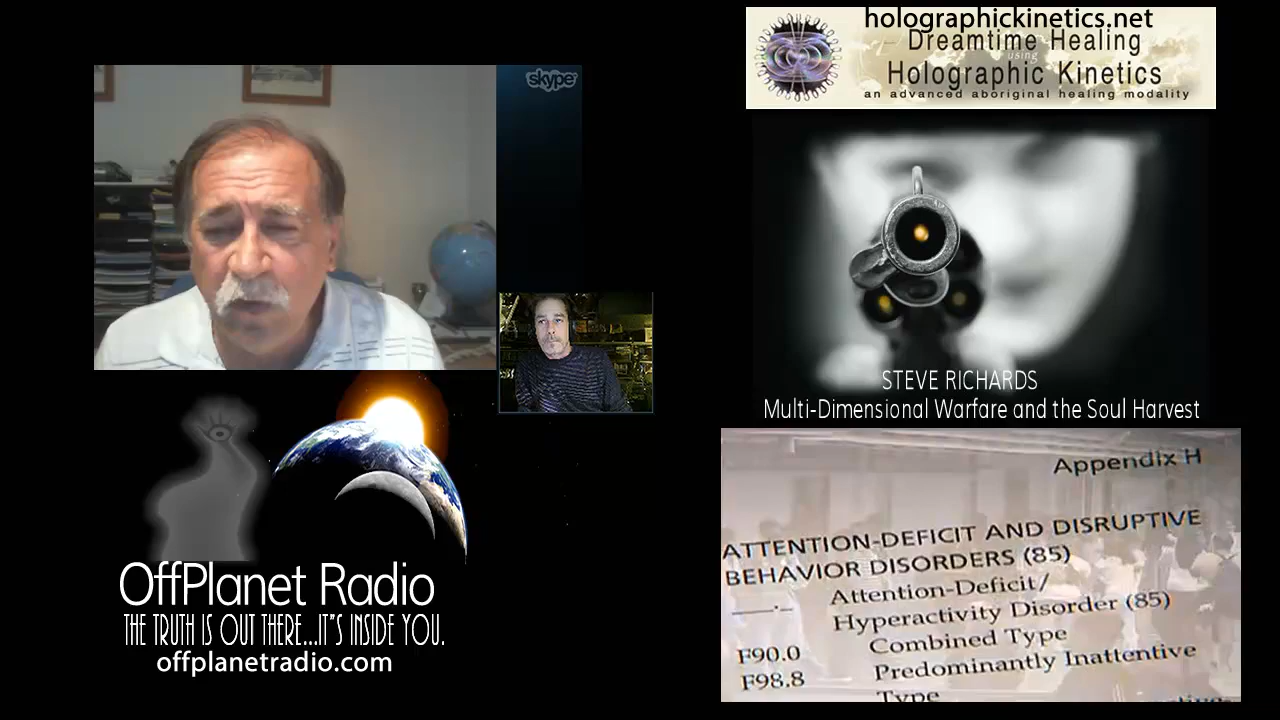 skype
OffPlanet Radio
THE TRUTH IS OUT THERE...IT"S INSIDE YOU.
offplanetradio.com
holographickinetics.net
Dreamtime Healing
using
Holographic Kinetics
an advanced aboriginal healing modality
STEVE RICHARDS
Multi-Dimensional Warfare and the Soul Harvest
Appendix H
ATTENTION-DEFICIT AND DISRUPTIVE
BEHAVIOR DISORDERS (85)
—.– Attention-Deficit/
Hyperactivity Disorder (85)
F90.0 Combined Type
F98.8 Predominantly Inattentive
Type